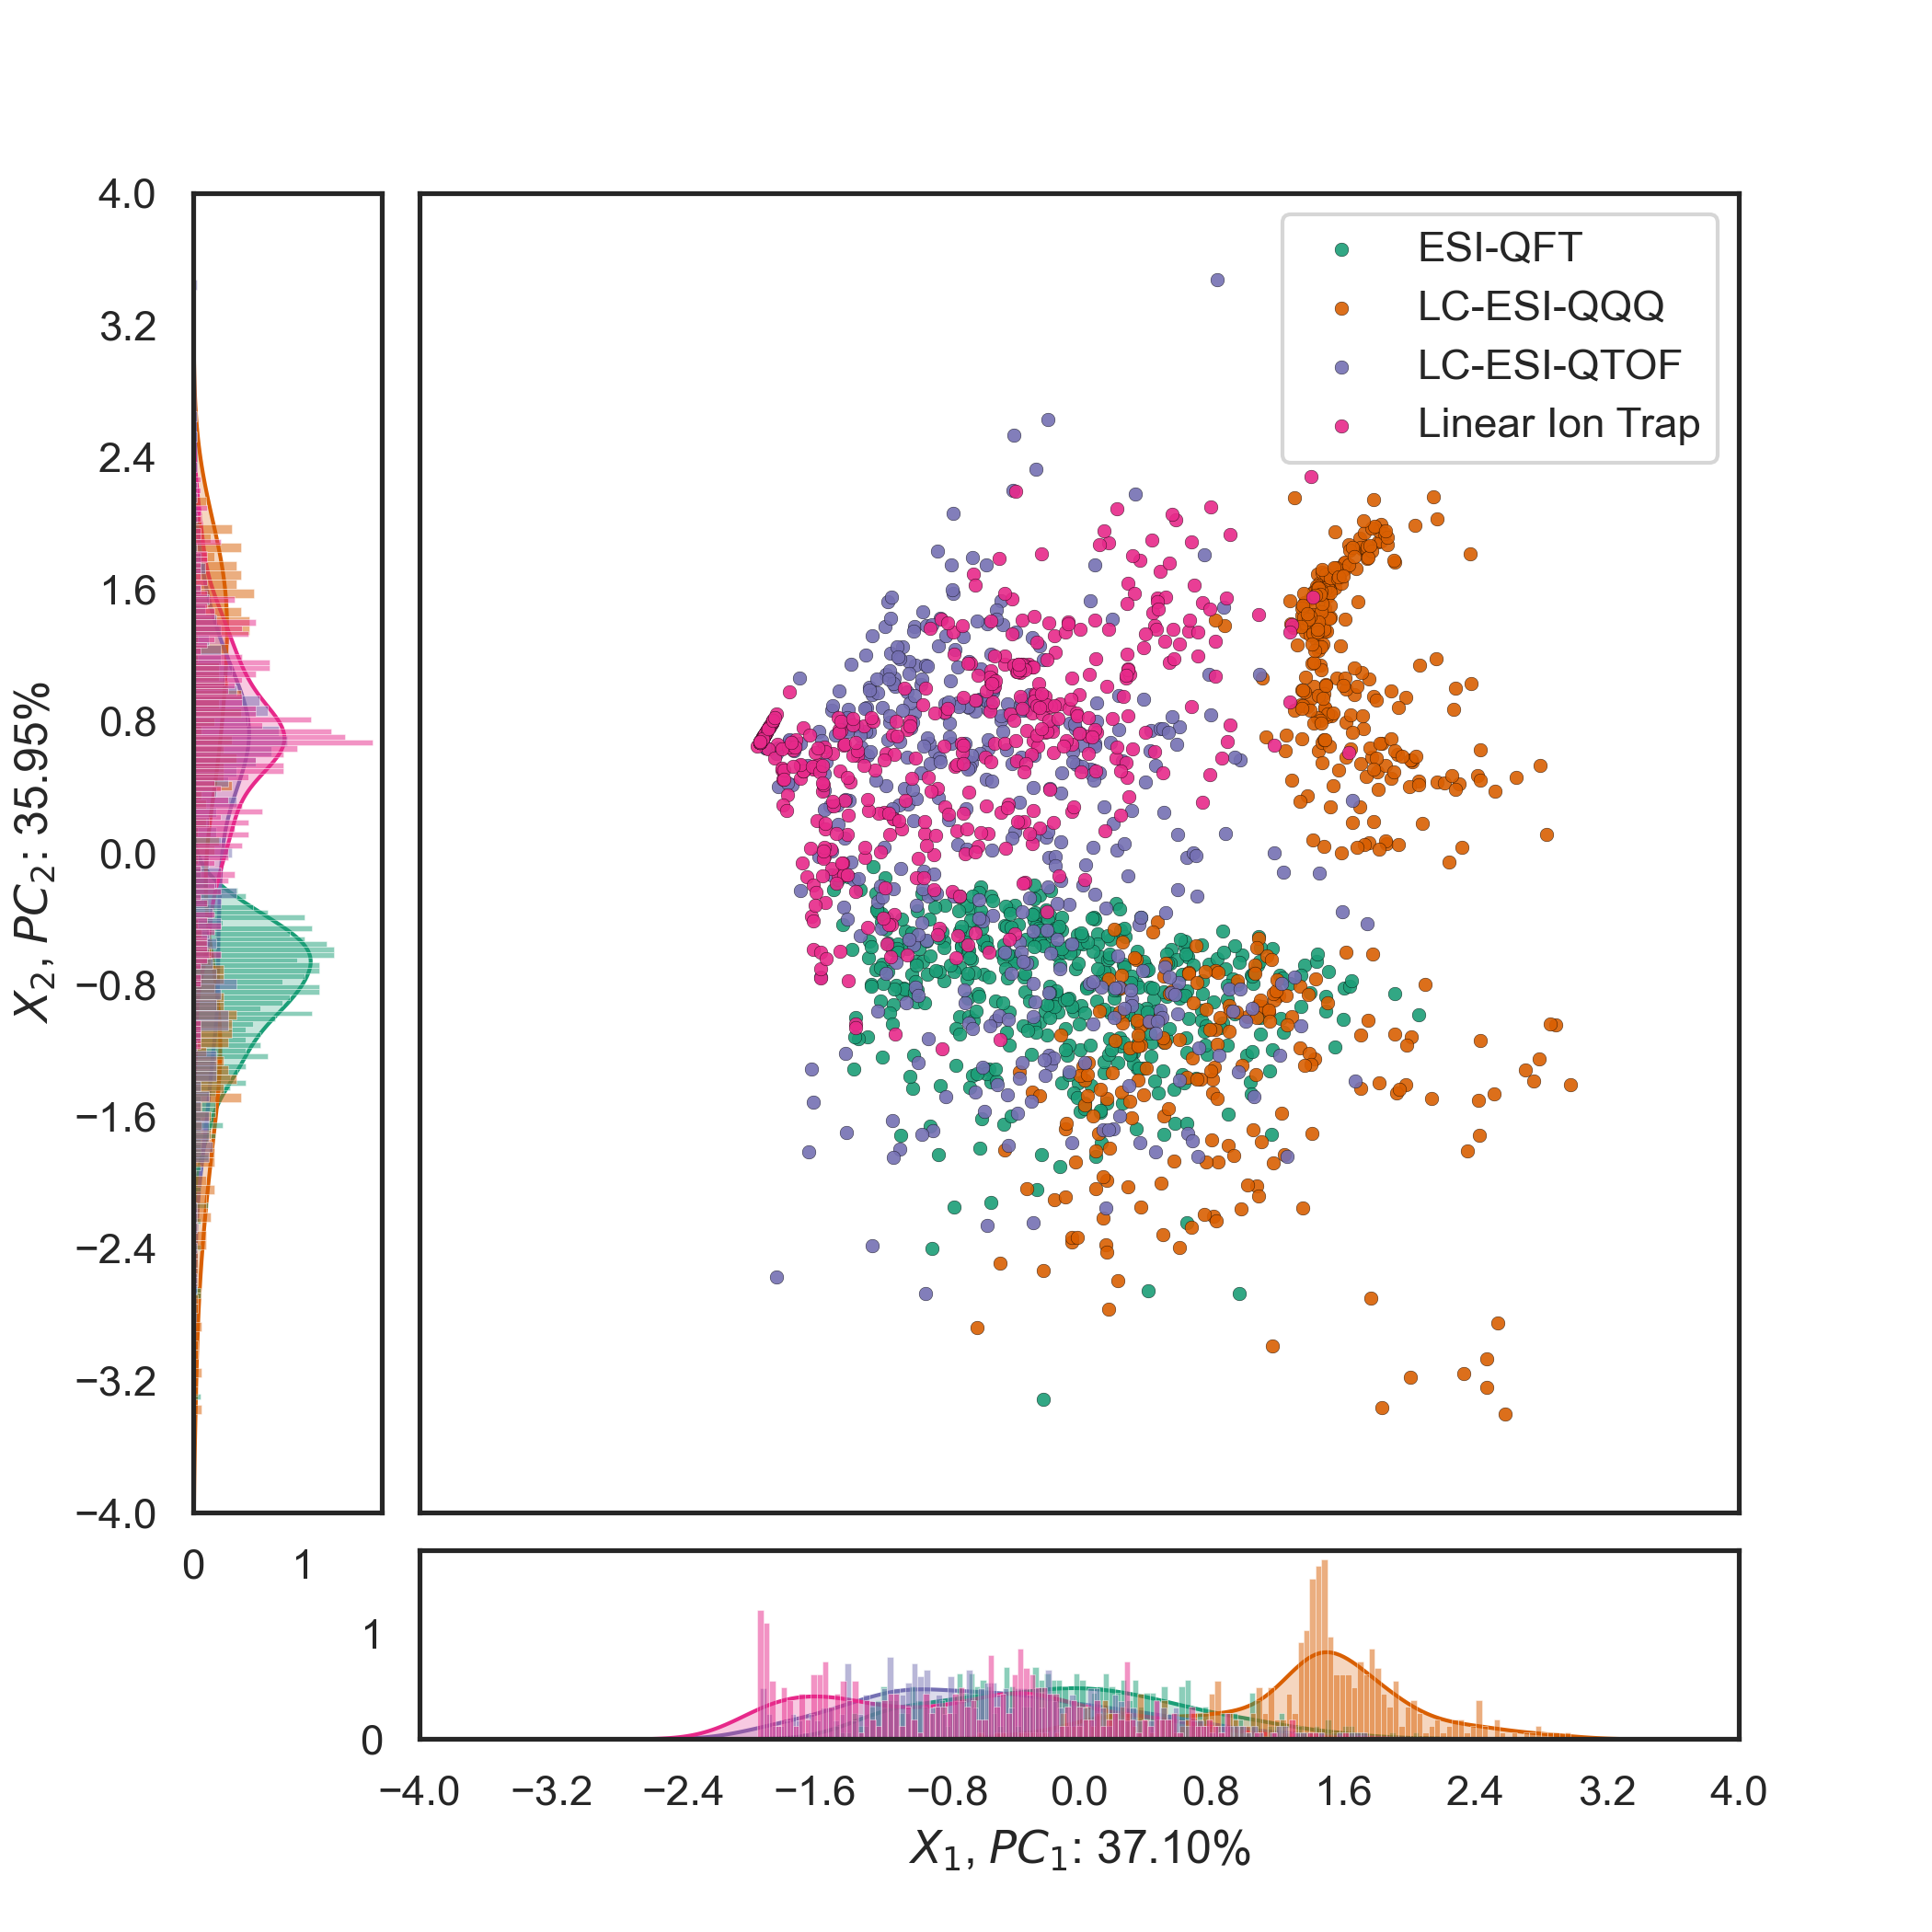 4.0
3.2
2.4
1.6
0.8
0.0
−0.8
−1.6
−2.4
−3.2
−4.0
X₂, PC₂: 35.95%
0 1
ESI-QFT
LC-ESI-QQQ
LC-ESI-QTOF
Linear Ion Trap
1
0
−4.0 −3.2 −2.4 −1.6 −0.8 0.0 0.8 1.6 2.4 3.2 4.0
X₁, PC₁: 37.10%